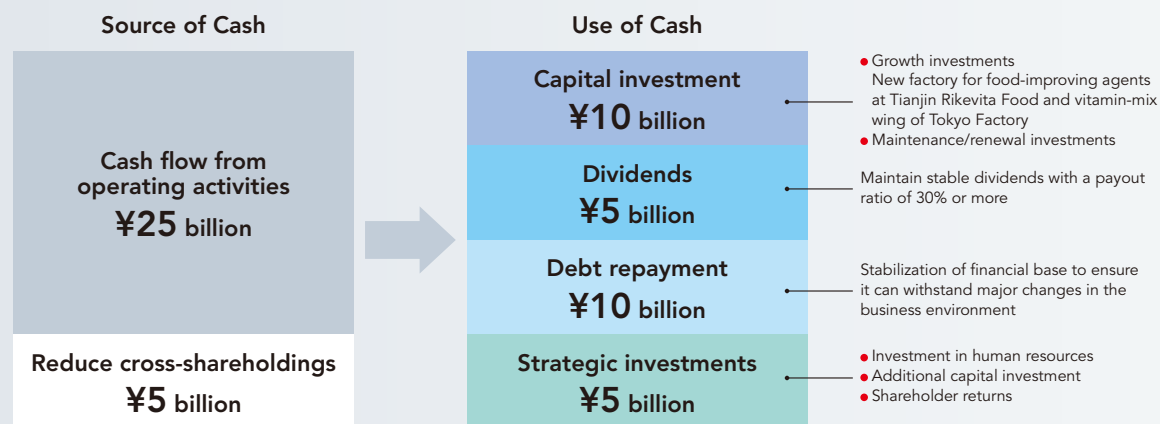 Source of Cash
Cash flow from
operating activities
¥25 billion
Reduce cross-shareholdings
¥5 billion
Use of Cash
Capital investment
¥10 billion
● Growth investments
New factory for food-improving agents
at Tianjin Rikevita Food and vitamin-mix
wing of Tokyo Factory
● Maintenance/renewal investments
Dividends
¥5 billion
Maintain stable dividends with a payout
ratio of 30% or more
Debt repayment
¥10 billion
Stabilization of financial base to ensure
it can withstand major changes in the
business environment
Strategic investments
¥5 billion
● Investment in human resources
● Additional capital investment
● Shareholder returns